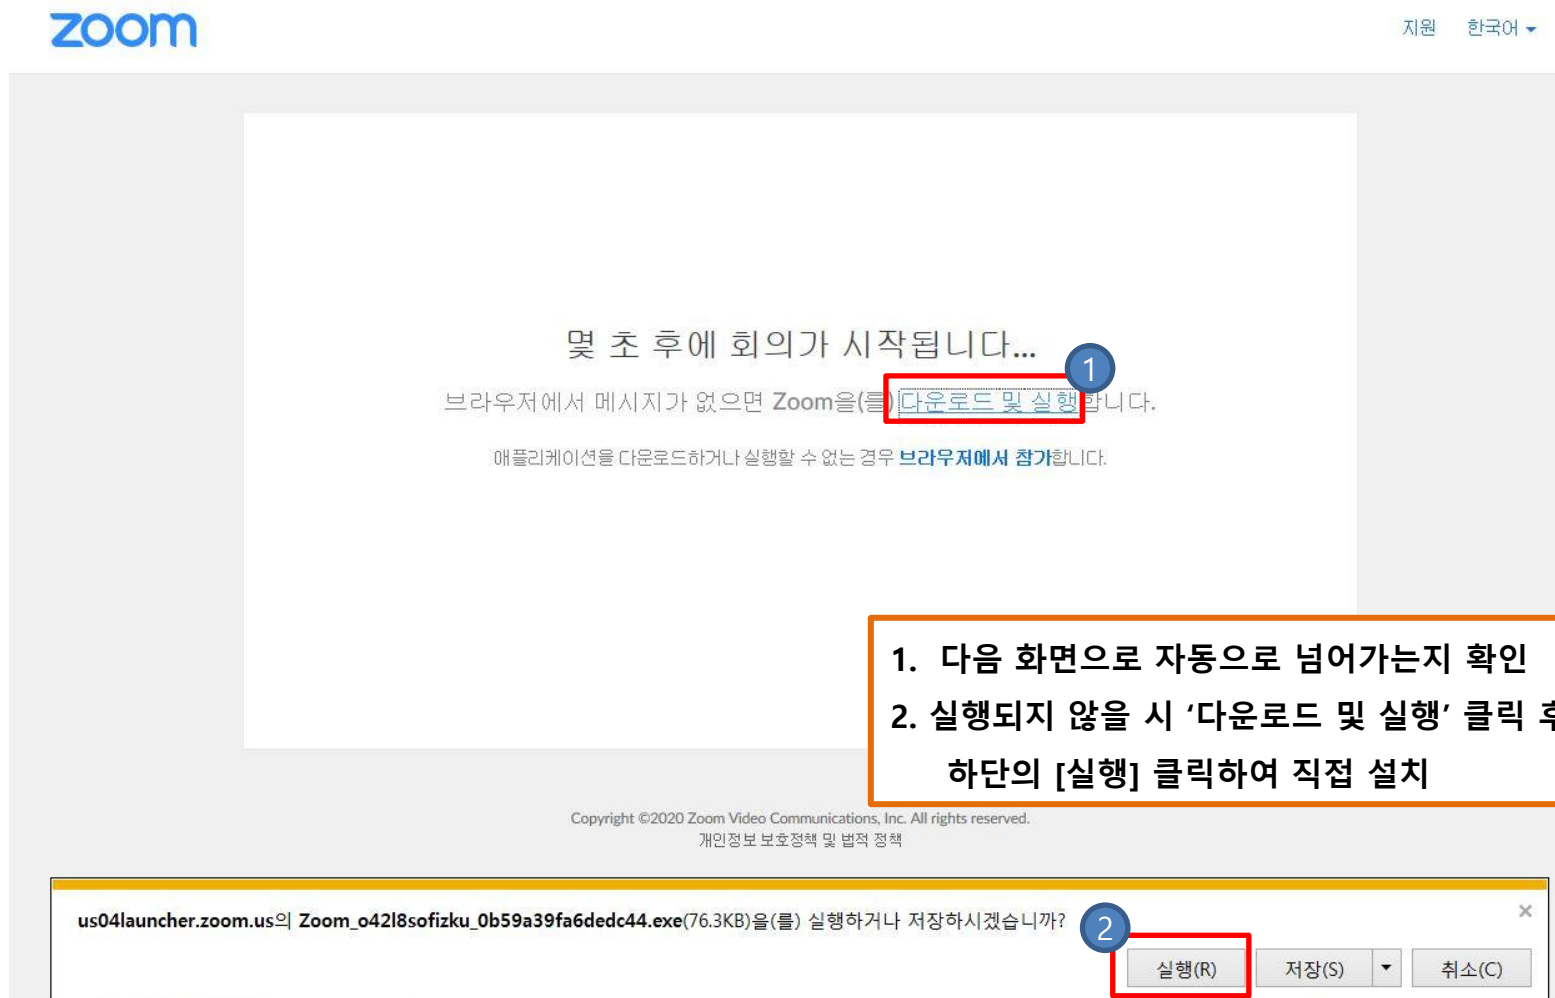 zoom
지원 한국어
몇 초 후에 회의가 시작됩니다...
1
브라우저에서 메시지가 없으면 Zoom을(를) 다운로드 및 실행합니다.
애플리케이션을 다운로드하거나 실행할 수 없는 경우 브라우저에서 참가합니다.
1. 다음 화면으로 자동으로 넘어가는지 확인
2. 실행되지 않을 시 ‘다운로드 및 실행’ 클릭 후
하단의 [실행] 클릭하여 직접 설치
Copyright ©2020 Zoom Video Communications, Inc. All rights reserved.
개인정보 보호정책 및 법적 정책
us04launcher.zoom.us의 Zoom_o42l8sofizku_0b59a39fa6dedc44.exe(76.3KB)을(를) 실행하거나 저장하시겠습니까?
×
2
실행(R) 저장(S) 취소(C)